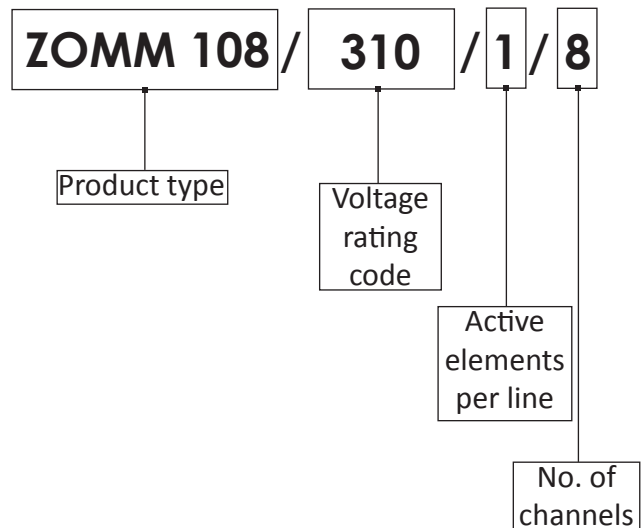 ZOMM 108 / 310 / 1 / 8
Product type
Voltage
rating
code
Active
elements
per line
No. of
channels